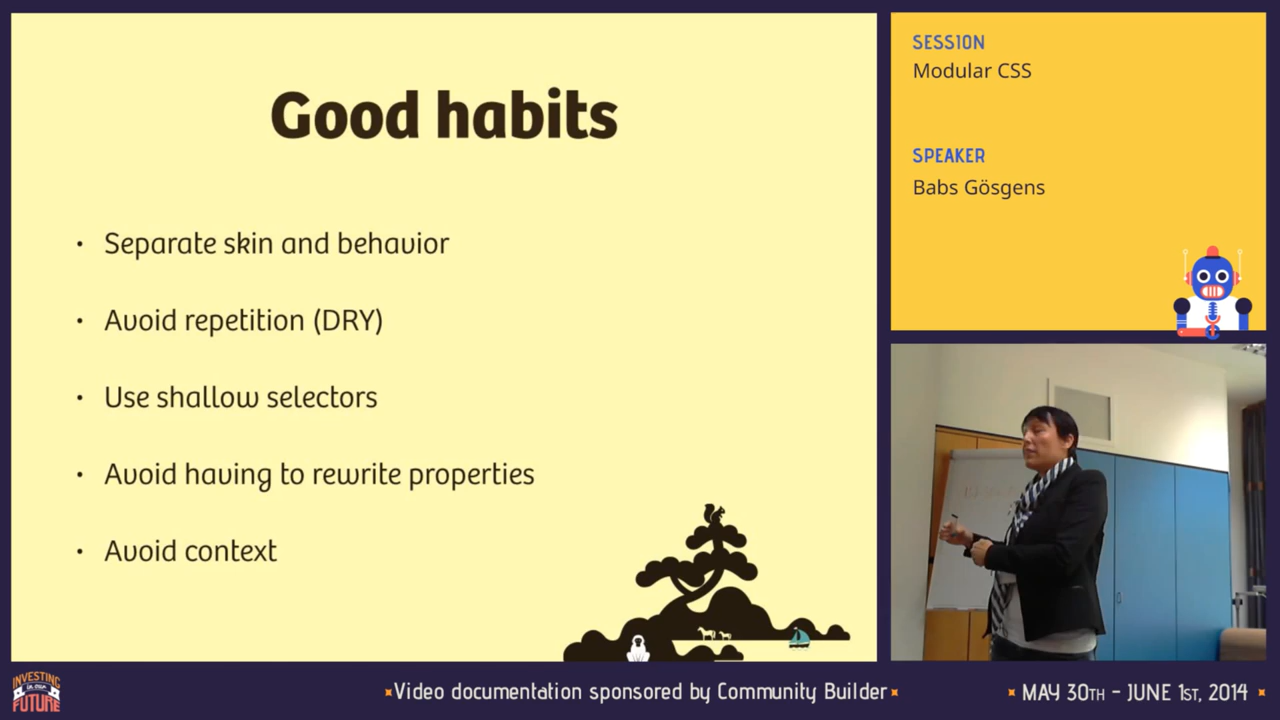 Good habits
• Separate skin and behavior
• Avoid repetition (DRY)
• Use shallow selectors
• Avoid having to rewrite properties
• Avoid context
SESSION
Modular CSS
SPEAKER
Babs Gösgens
INVESTING
IN OUR
FUTURE
Video documentation sponsored by Community Builder
MAY 30TH - JUNE 1ST, 2014